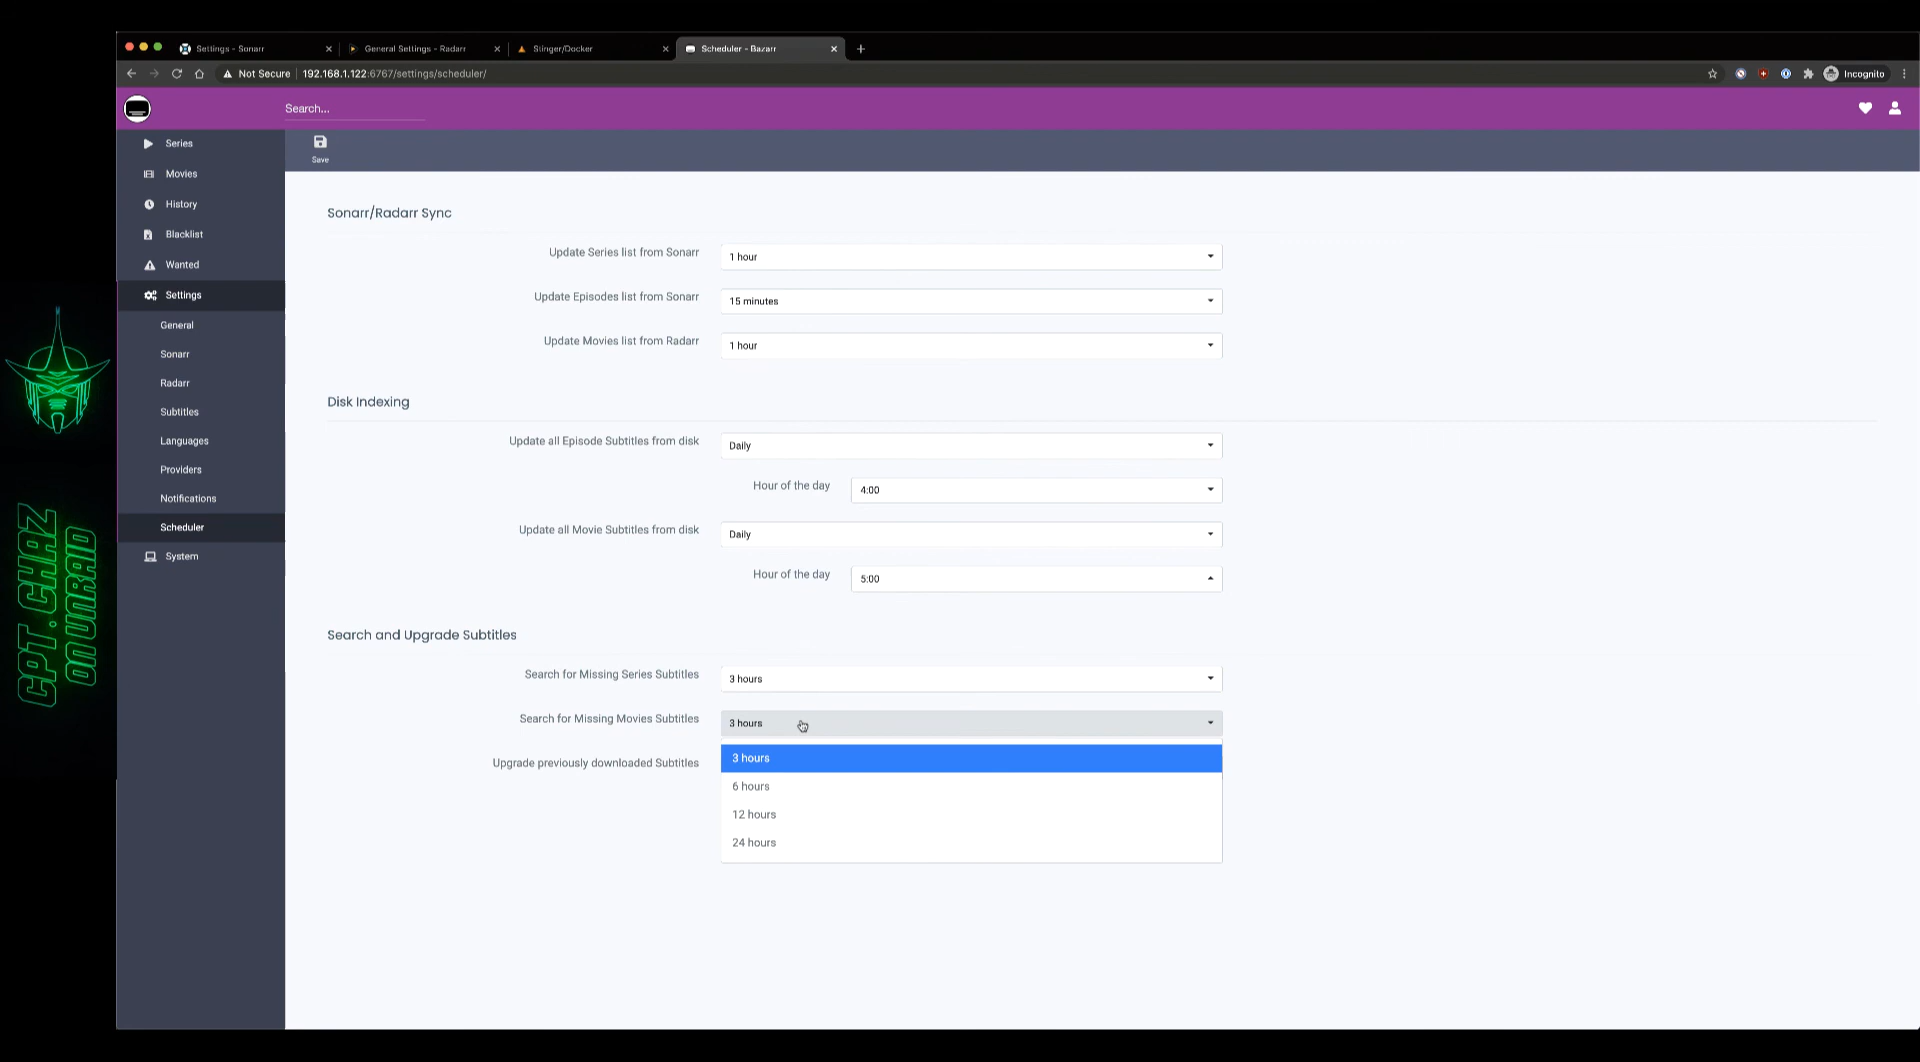 Settings - Sonarr
General Settings - Radarr
Stinger/Docker
Scheduler - Bazarr
Not Secure
192.168.1.122:6767/settings/scheduler/
Incognito
Search...
Series
Movies
History
Blacklist
Wanted
Settings
General
Sonarr
Radarr
Subtitles
Languages
Providers
Notifications
Scheduler
System
Save
Sonarr/Radarr Sync
Update Series list from Sonarr
1 hour
Update Episodes list from Sonarr
15 minutes
Update Movies list from Radarr
1 hour
Disk Indexing
Update all Episode Subtitles from disk
Daily
Hour of the day
4:00
Update all Movie Subtitles from disk
Daily
Hour of the day
5:00
Search and Upgrade Subtitles
Search for Missing Series Subtitles
3 hours
Search for Missing Movies Subtitles
3 hours
Upgrade previously downloaded Subtitles
3 hours
6 hours
12 hours
24 hours
CPT.CHAZ
ON UNRAID